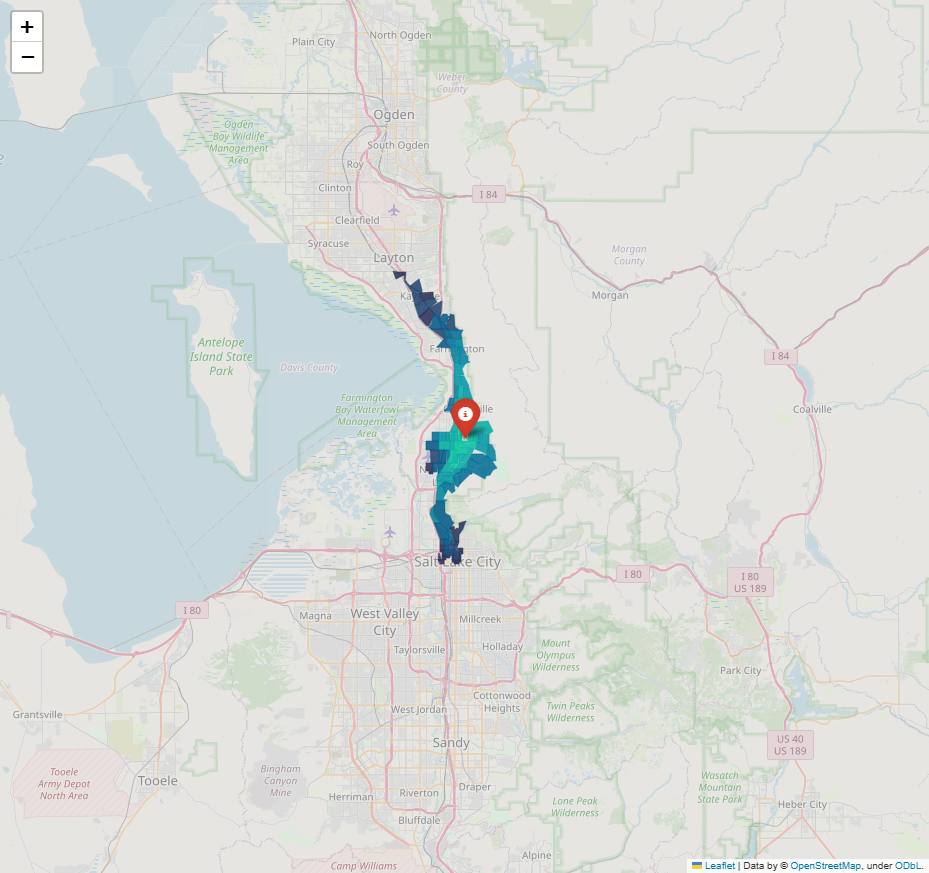 +
−
Plain City
North Ogden
Weber
County
Ogden
Ogden
Bay Wildlife
Management
Area
South Ogden
Roy
Clinton
I 84
Clearfield
Syracuse
Layton
Morgan
County
Morgan
Antelope
Island State
Park
Davis County
I 84
Farmington
Bay Waterfowl
Management
Area
Coalville
Salt Lake City
I 80
I 80
US 189
I 80
Magna
West Valley
City
Millcreek
Taylorsville
Holladay
Mount
Olympus
Wilderness
Park City
Cottonwood
Heights
Twin Peaks
Wilderness
West Jordan
Grantsville
Sandy
US 40
US 189
Tooele
Army Depot
North Area
Tooele
Bingham
Canyon
Mine
Herriman
Riverton
Draper
Bluffdale
Lone Peak
Wilderness
Wasatch
Mountain
State Park
Heber City
Camp Williams
Alpine
Leaflet | Data by © OpenStreetMap, under ODbL.